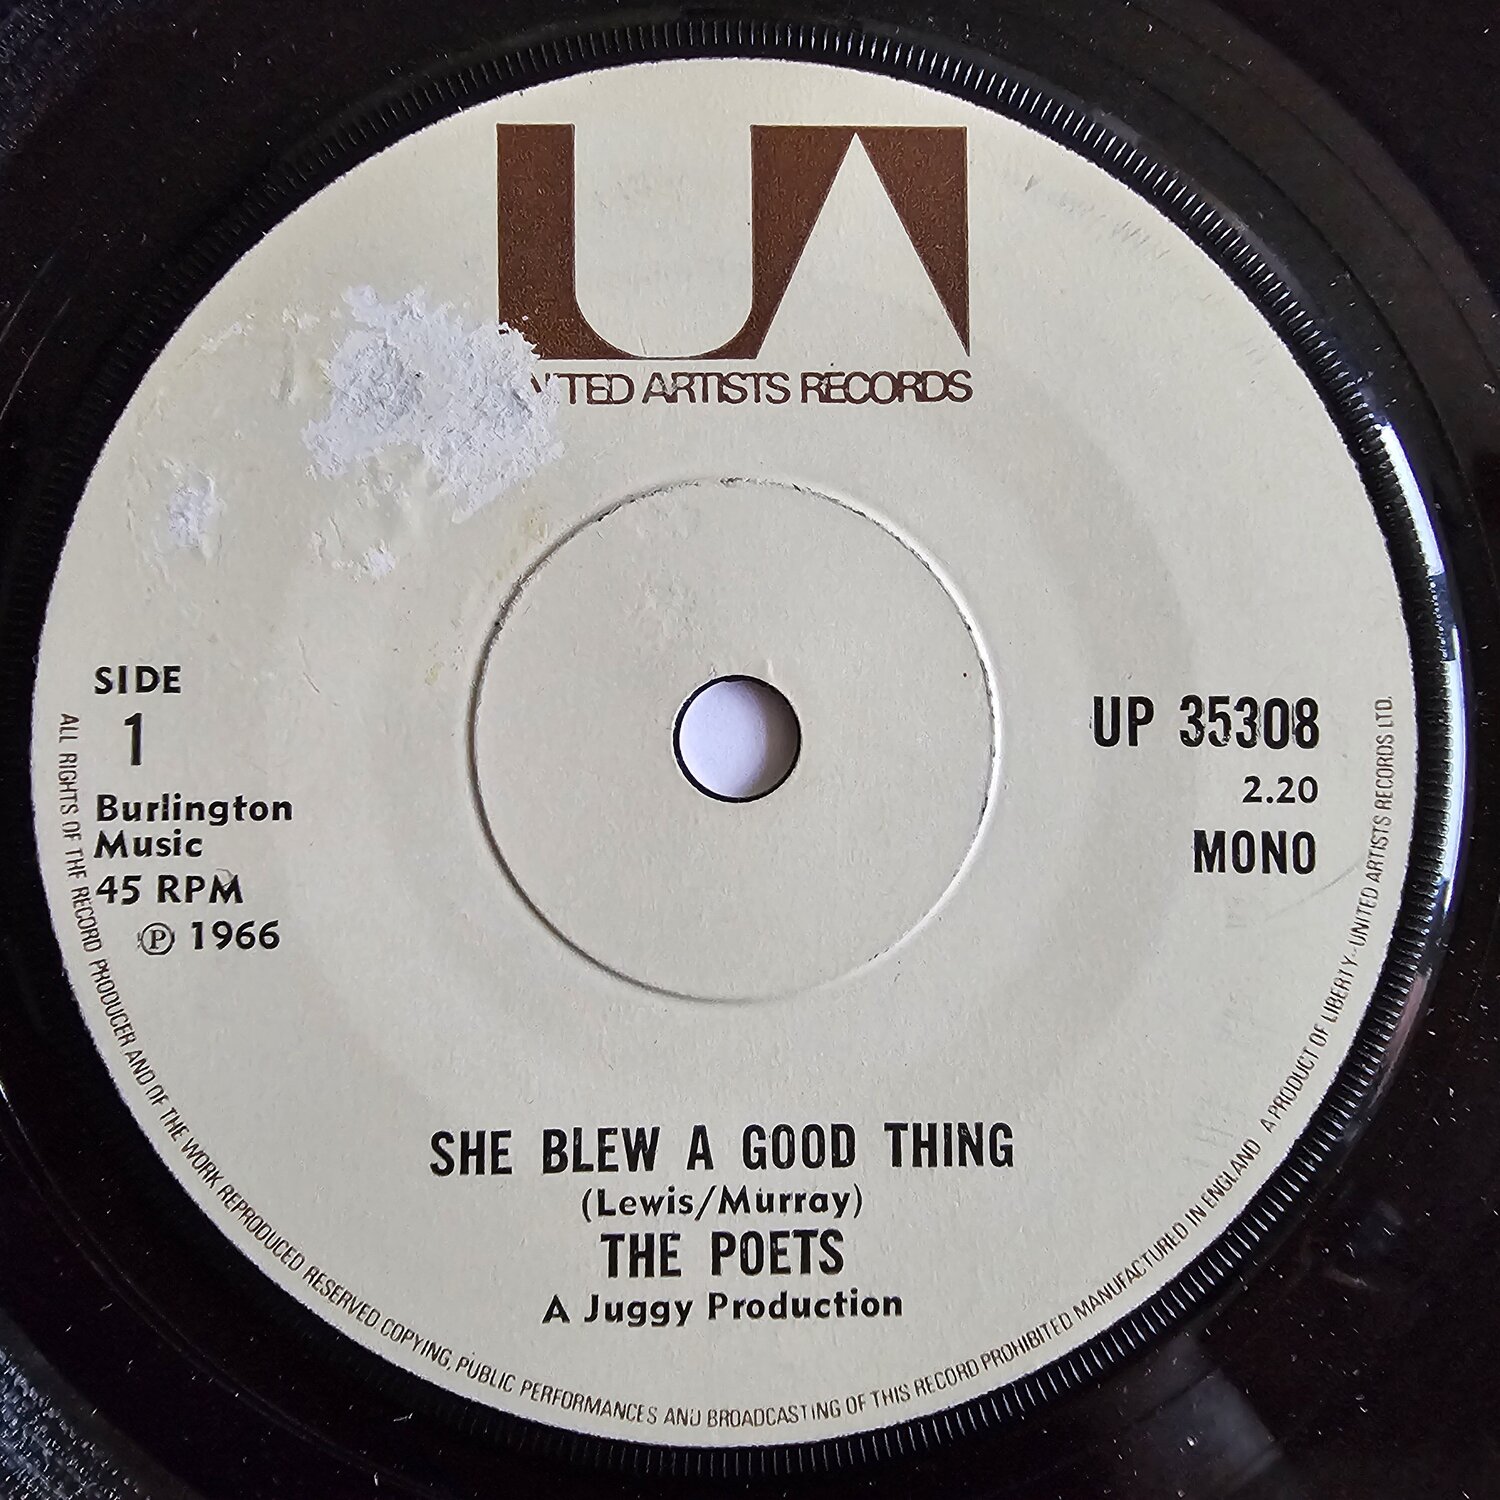 UA
UNITED ARTISTS RECORDS
SIDE
1
Burlington
Music
45 RPM
℗ 1966
UP 35308
2.20
MONO
SHE BLEW A GOOD THING
(Lewis/Murray)
THE POETS
A Juggy Production
ALL RIGHTS OF THE RECORD PRODUCER AND OF THE WORK REPRODUCED RESERVED. COPYING, PUBLIC PERFORMANCES AND BROADCASTING OF THIS RECORD PROHIBITED MANUFACTURED IN ENGLAND A PRODUCT OF LIBERTY-UNITED ARTISTS RECORDS LTD.